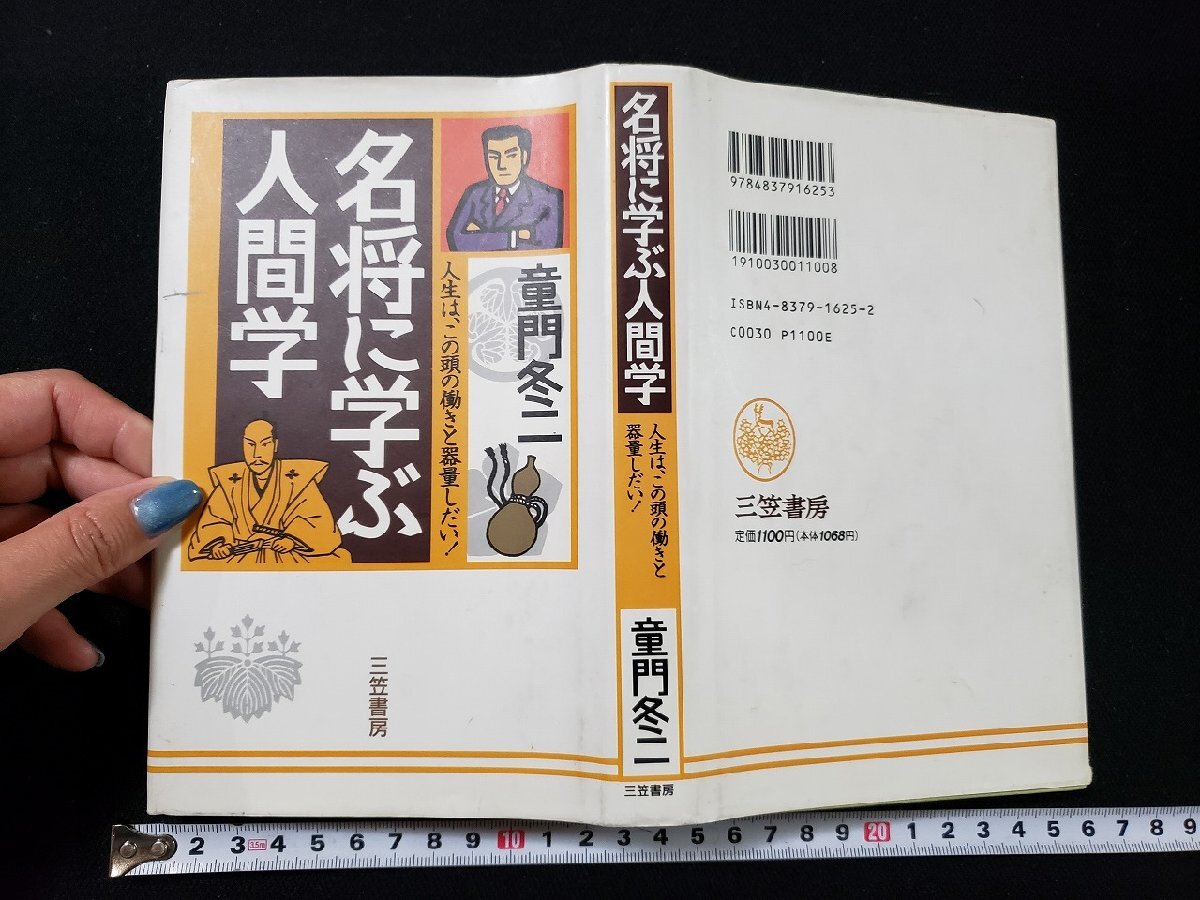 名将に学ぶ
人間学
人生は、この頭の働きと器量しだい!
童門冬二
三笠書房
名将に学ぶ人間学
人生は、この頭の働きと
器量しだい!
童門冬二
三笠書房
9784837916253
1910030011008
ISBN4-8379-1625-2
C0030 P1100E
三笠書房
定価1100円(本体1068円)
2 3 3.5m 4 5 6 7 8 9 10 1 2 3 4 5 6 7 8 9 20 1 2 3 4 5 6 7 8 9